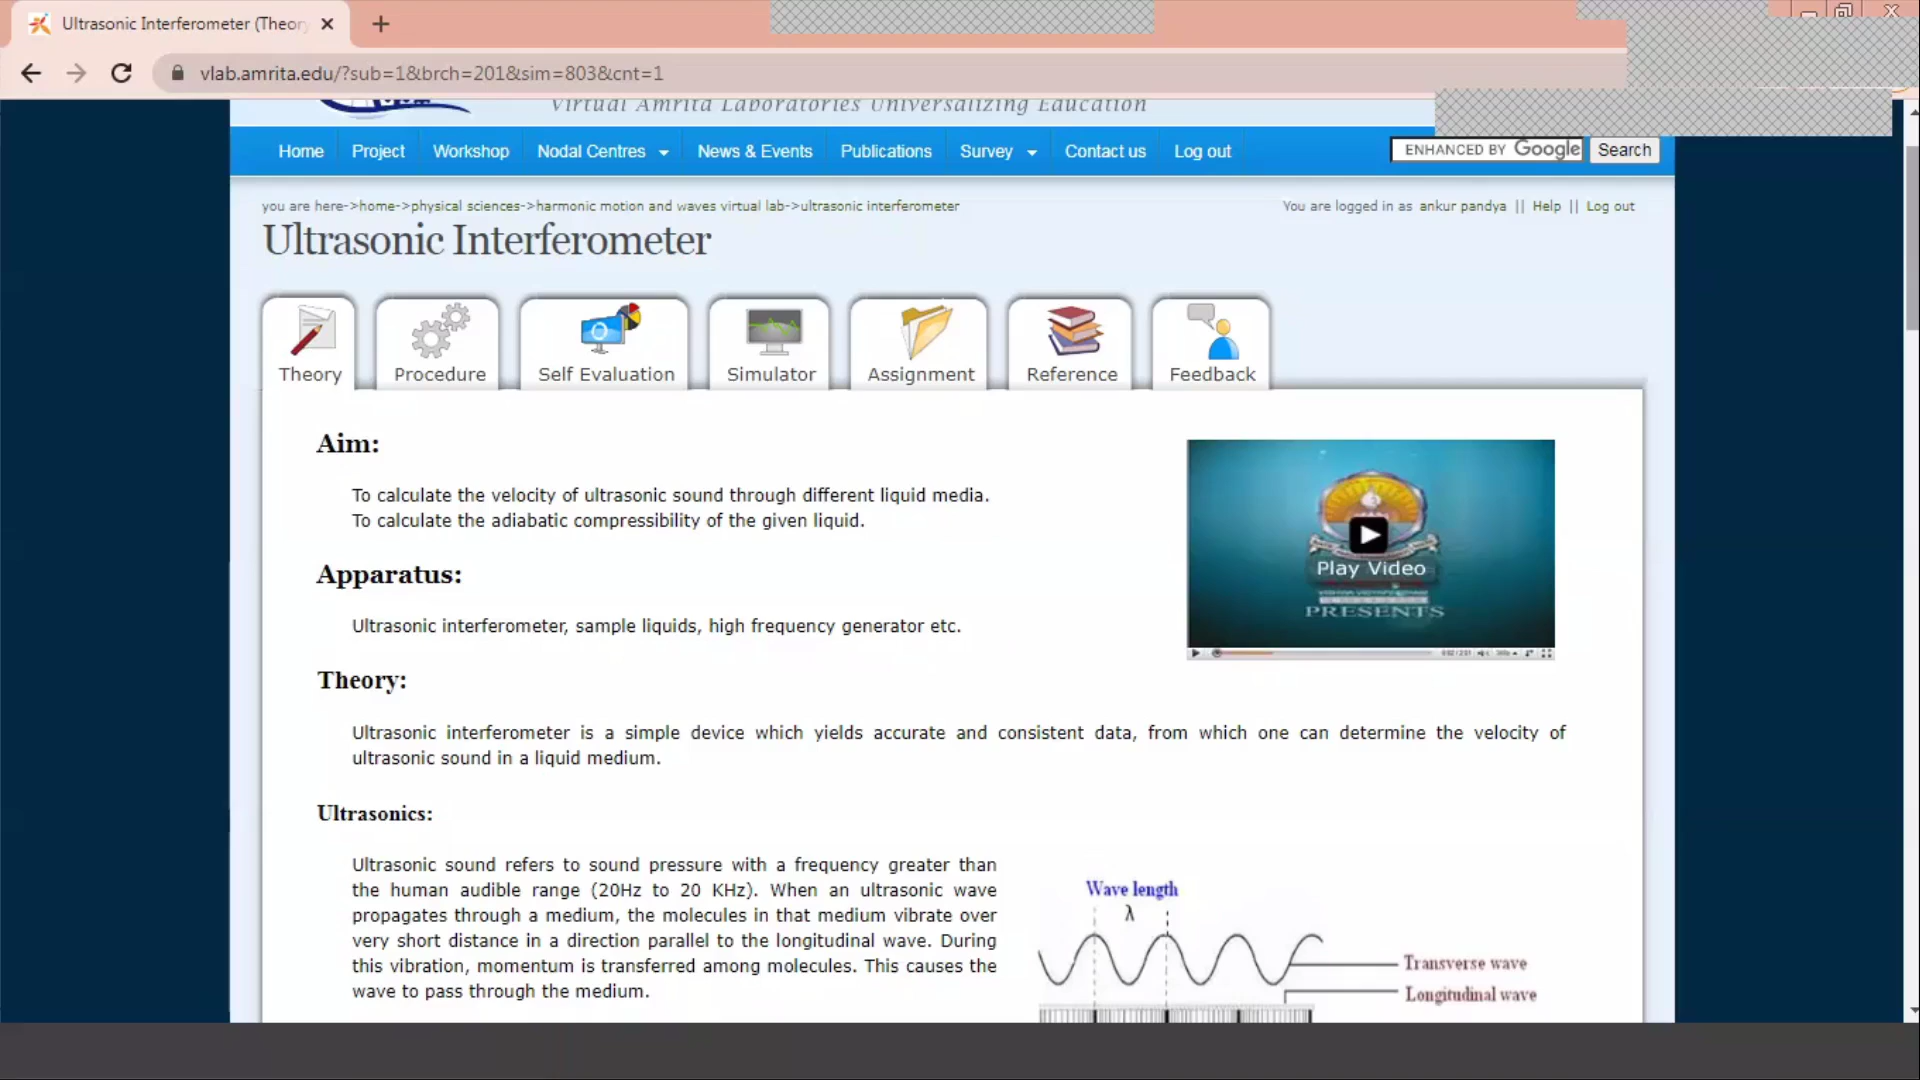 Ultrasonic Interferometer (Theor
vlab.amrita.edu/?sub=1&brch=201&sim=803&cnt=1
Virtual Amrita Laboratories Universalizing Education
Home Project Workshop Nodal Centres News & Events Publications Survey Contact us Log out ENHANCED BY Google Search
you are here->home->physical sciences->harmonic motion and waves virtual lab->ultrasonic interferometer
You are logged in as ankur pandya || Help || Log out
Ultrasonic Interferometer
Theory Procedure Self Evaluation Simulator Assignment Reference Feedback
Aim:
To calculate the velocity of ultrasonic sound through different liquid media.
To calculate the adiabatic compressibility of the given liquid.
Play Video
PRESENTS
Apparatus:
Ultrasonic interferometer, sample liquids, high frequency generator etc.
Theory:
Ultrasonic interferometer is a simple device which yields accurate and consistent data, from which one can determine the velocity of
ultrasonic sound in a liquid medium.
Ultrasonics:
Ultrasonic sound refers to sound pressure with a frequency greater than
the human audible range (20Hz to 20 KHz). When an ultrasonic wave
propagates through a medium, the molecules in that medium vibrate over
very short distance in a direction parallel to the longitudinal wave. During
this vibration, momentum is transferred among molecules. This causes the
wave to pass through the medium.
Wave length
λ
Transverse wave
Longitudinal wave